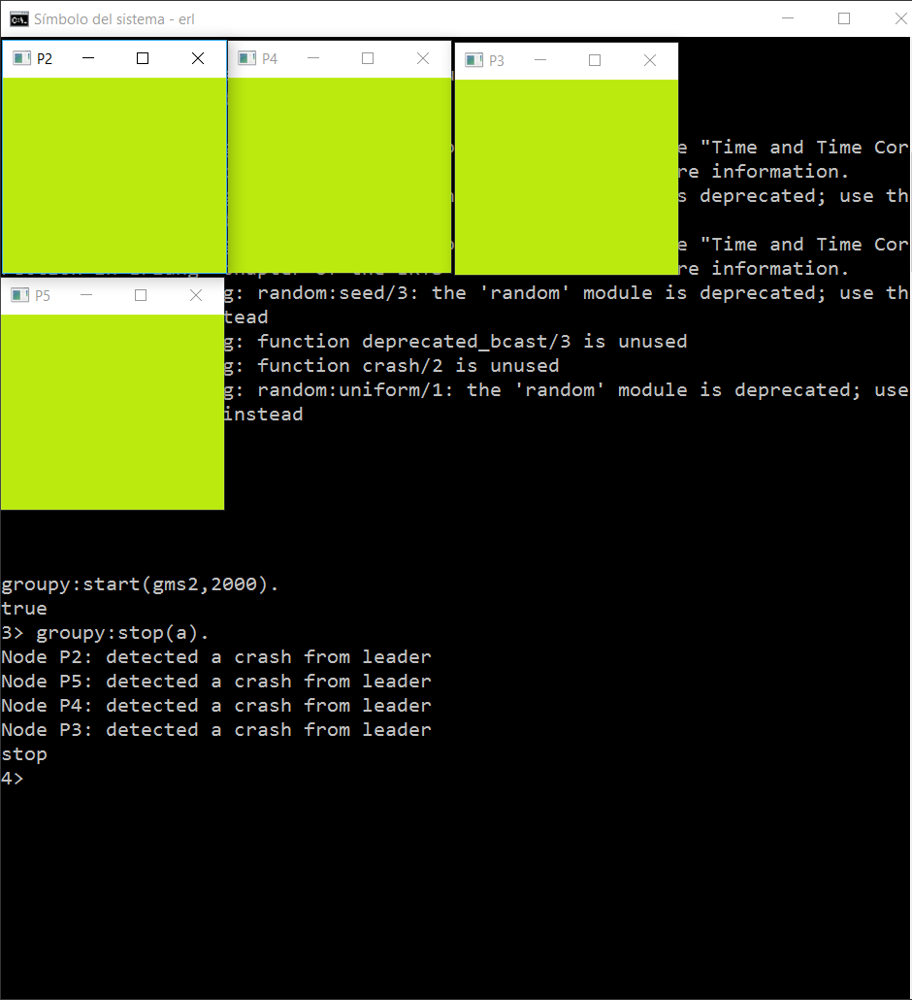 Símbolo del sistema - erl
P2
P4
P3
e "Time and Time Cor
re information.
s deprecated; use th
e "Time and Time Cor
re information.
P5
g: random:seed/3: the 'random' module is deprecated; use th
tead
g: function deprecated_bcast/3 is unused
g: function crash/2 is unused
g: random:uniform/1: the 'random' module is deprecated; use
instead
groupy:start(gms2,2000).
true
3> groupy:stop(a).
Node P2: detected a crash from leader
Node P5: detected a crash from leader
Node P4: detected a crash from leader
Node P3: detected a crash from leader
stop
4>